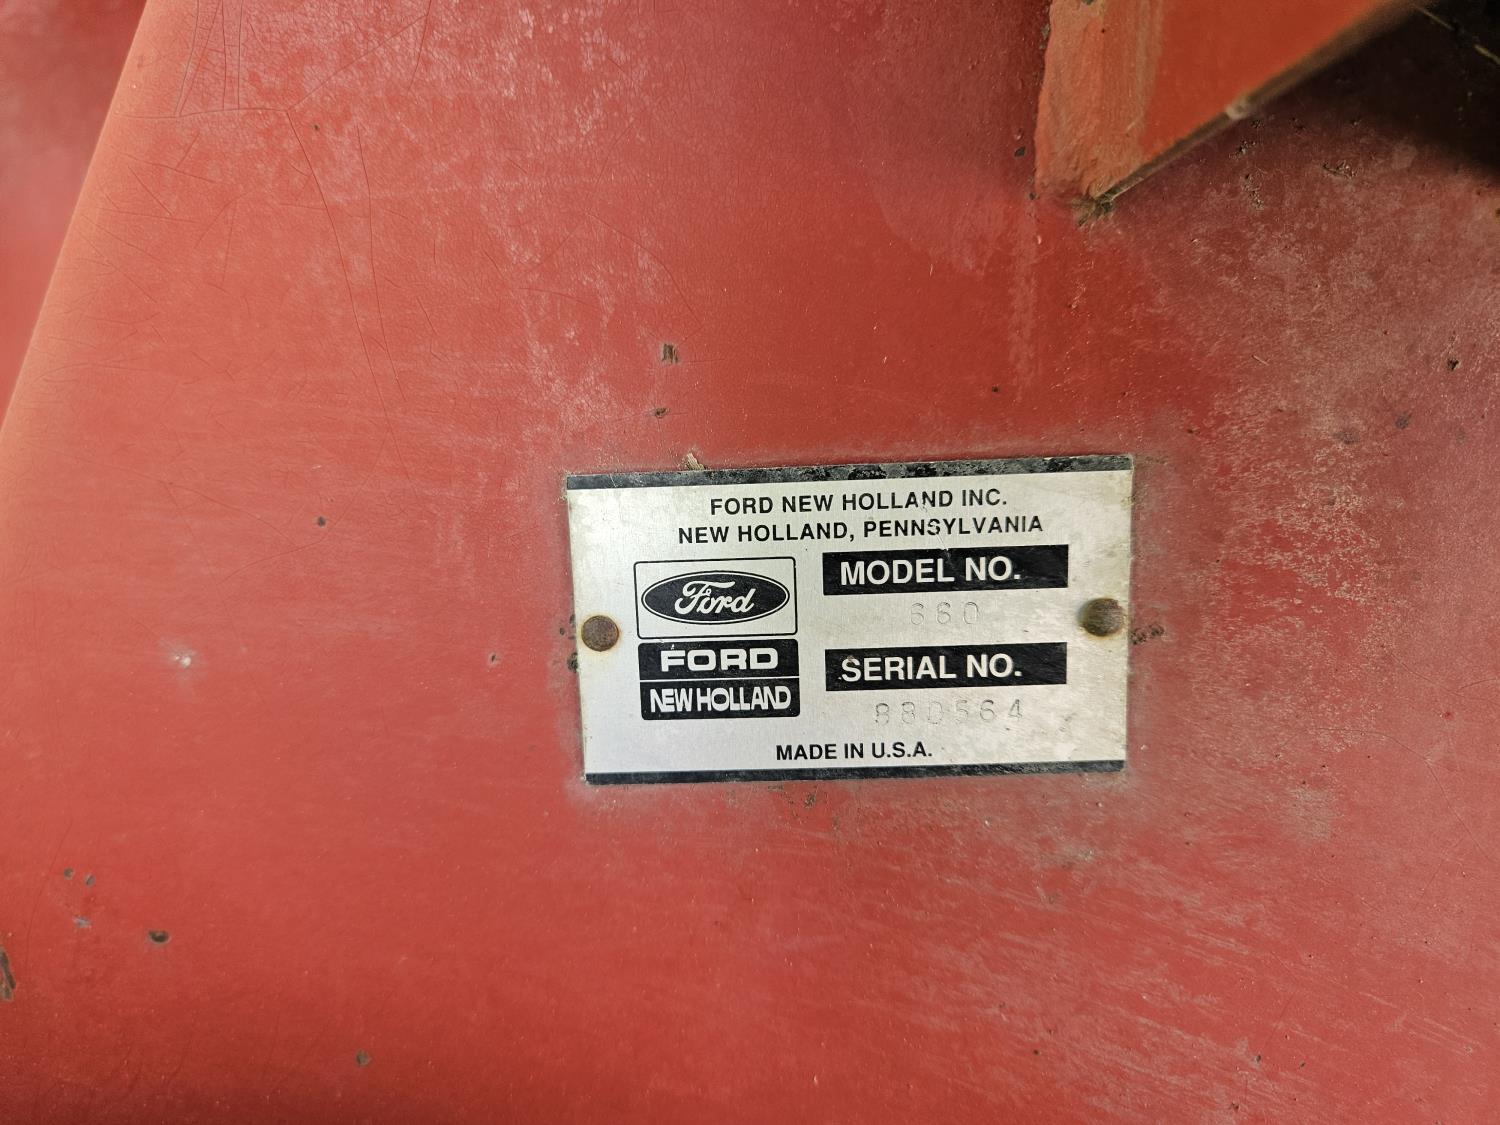 FORD NEW HOLLAND INC.
NEW HOLLAND, PENNSYLVANIA
Ford
FORD
NEW HOLLAND
MODEL NO.
660
SERIAL NO.
880564
MADE IN U.S.A.